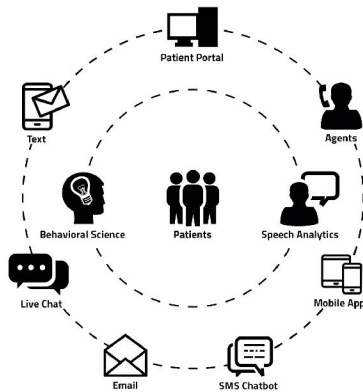 Patient Portal
Text
Agents
Behavioral Science
Patients
Speech Analytics
Live Chat
Mobile App
Email
SMS Chatbot